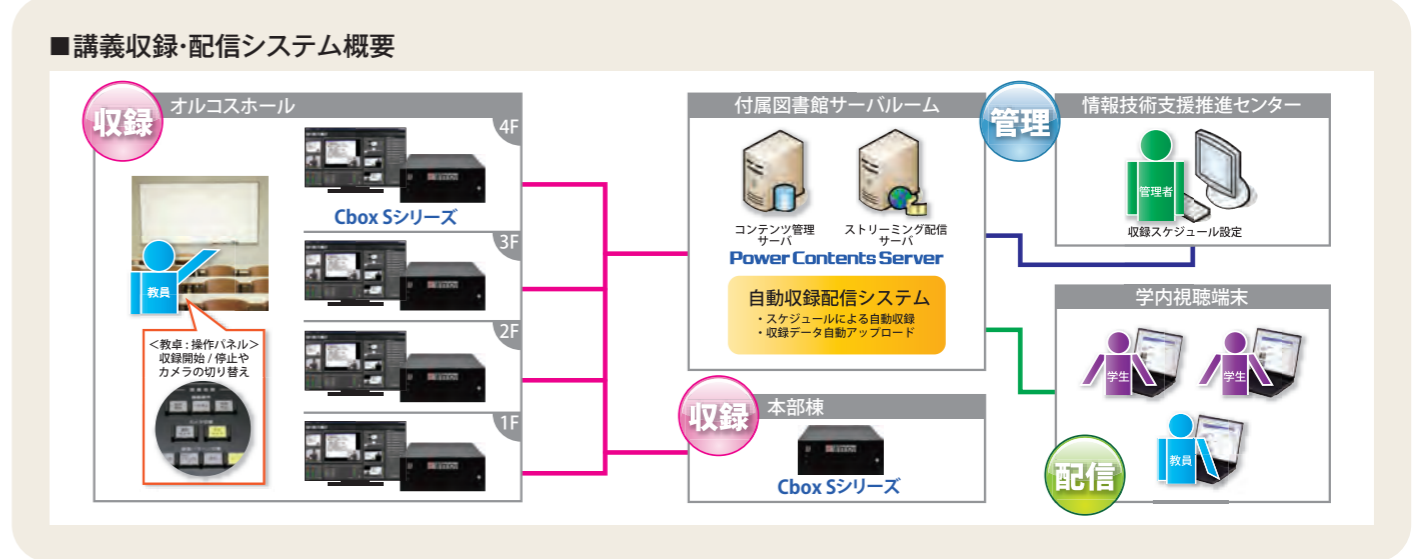 ■講義収録･配信システム概要
収録
オルコスホール
4F
Cbox Sシリーズ
3F
2F
1F
教員
＜教卓 : 操作パネル＞
収録開始 / 停止や
カメラの切り替え
付属図書館サーバルーム
コンテンツ管理
サーバ
ストリーミング配信
サーバ
Power Contents Server
自動収録配信システム
・スケジュールによる自動収録
・収録データ自動アップロード
収録
本部棟
Cbox Sシリーズ
管理
情報技術支援推進センター
管理者
収録スケジュール設定
学内視聴端末
学生
学生
教員
配信